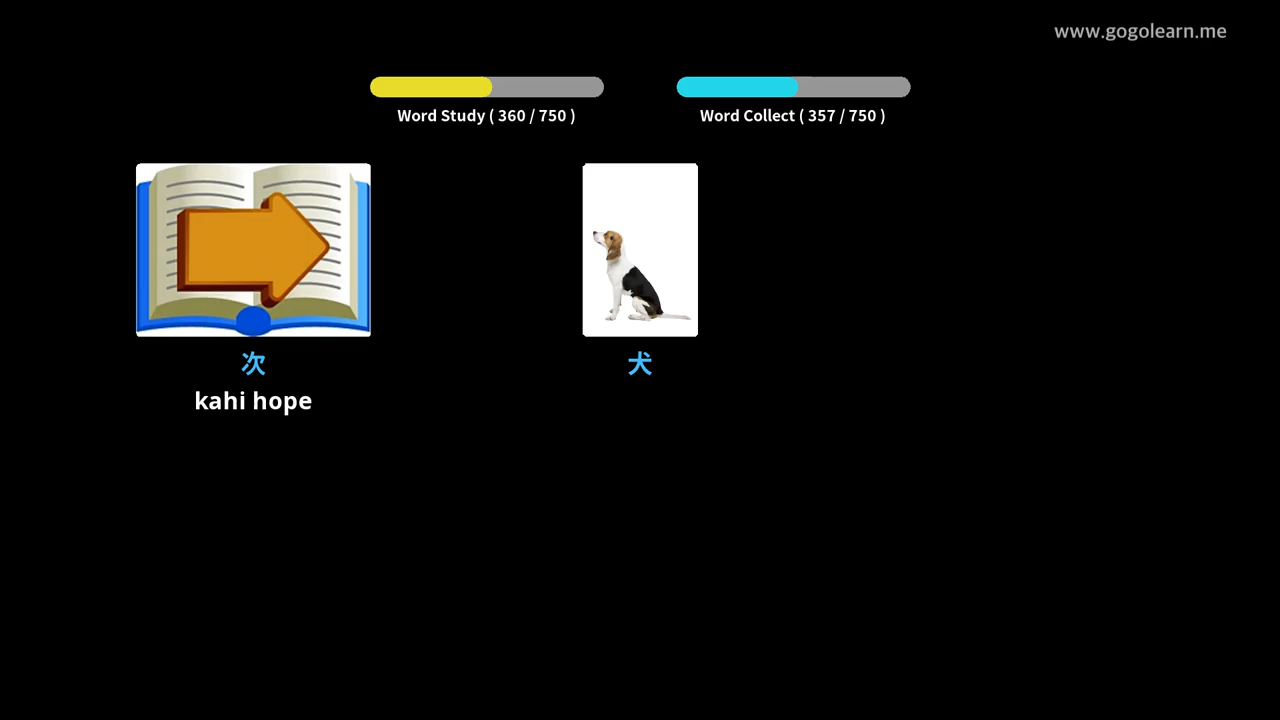 www.gogolearn.me
Word Study ( 360 / 750 )
Word Collect ( 357 / 750 )
次
kahi hope
犬